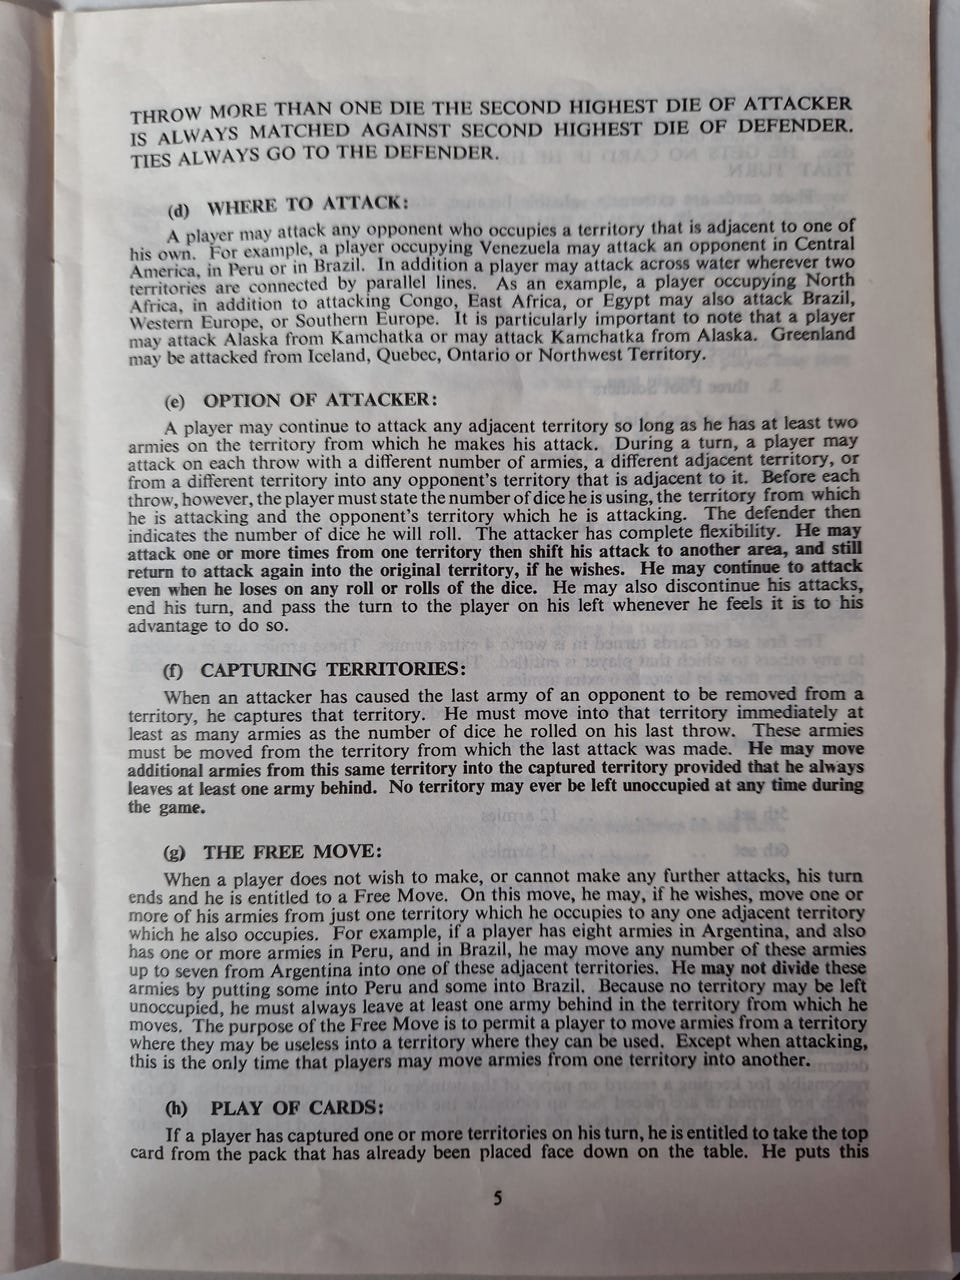 THROW MORE THAN ONE DIE THE SECOND HIGHEST DIE OF ATTACKER
IS ALWAYS MATCHED AGAINST SECOND HIGHEST DIE OF DEFENDER.
TIES ALWAYS GO TO THE DEFENDER.
(d) WHERE TO ATTACK:
A player may attack any opponent who occupies a territory that is adjacent to one of
his own. For example, a player occupying Venezuela may attack an opponent in Central
America, in Peru or in Brazil. In addition a player may attack across water wherever two
territories are connected by parallel lines. As an example, a player occupying North
Africa, in addition to attacking Congo, East Africa, or Egypt may also attack Brazil,
Western Europe, or Southern Europe. It is particularly important to note that a player
may attack Alaska from Kamchatka or may attack Kamchatka from Alaska. Greenland
may be attacked from Iceland, Quebec, Ontario or Northwest Territory.
(e) OPTION OF ATTACKER:
A player may continue to attack any adjacent territory so long as he has at least two
armies on the territory from which he makes his attack. During a turn, a player may
attack on each throw with a different number of armies, a different adjacent territory, or
from a different territory into any opponent's territory that is adjacent to it. Before each
throw, however, the player must state the number of dice he is using, the territory from which
he is attacking and the opponent's territory which he is attacking. The defender then
indicates the number of dice he will roll. The attacker has complete flexibility. He may
attack one or more times from one territory then shift his attack to another area, and still
return to attack again into the original territory, if he wishes. He may continue to attack
even when he loses on any roll or rolls of the dice. He may also discontinue his attacks,
end his turn, and pass the turn to the player on his left whenever he feels it is to his
advantage to do so.
(f) CAPTURING TERRITORIES:
When an attacker has caused the last army of an opponent to be removed from a
territory, he captures that territory. He must move into that territory immediately at
least as many armies as the number of dice he rolled on his last throw. These armies
must be moved from the territory from which the last attack was made. He may move
additional armies from this same territory into the captured territory provided that he always
leaves at least one army behind. No territory may ever be left unoccupied at any time during
the game.
(g) THE FREE MOVE:
When a player does not wish to make, or cannot make any further attacks, his turn
ends and he is entitled to a Free Move. On this move, he may, if he wishes, move one or
more of his armies from just one territory which he occupies to any one adjacent territory
which he also occupies. For example, if a player has eight armies in Argentina, and also
has one or more armies in Peru, and in Brazil, he may move any number of these armies
up to seven from Argentina into one of these adjacent territories. He may not divide these
armies by putting some into Peru and some into Brazil. Because no territory may be left
unoccupied, he must always leave at least one army behind in the territory from which he
moves. The purpose of the Free Move is to permit a player to move armies from a territory
where they may be useless into a territory where they can be used. Except when attacking,
this is the only time that players may move armies from one territory into another.
(h) PLAY OF CARDS:
If a player has captured one or more territories on his turn, he is entitled to take the top
card from the pack that has already been placed face down on the table. He puts this
5